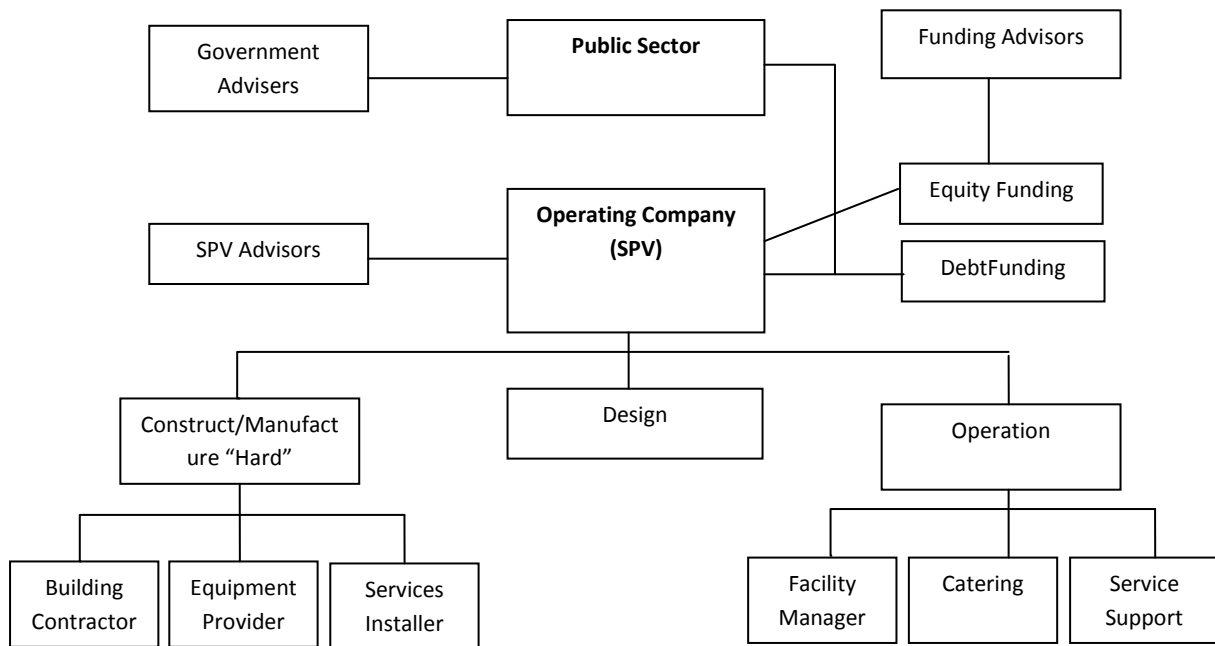 Government
Advisers
Public Sector
Funding Advisors
SPV Advisors
Operating Company
(SPV)
Equity Funding
DebtFunding
Construct/Manufact
ure “Hard”
Design
Operation
Building
Contractor
Equipment
Provider
Services
Installer
Facility
Manager
Catering
Service
Support